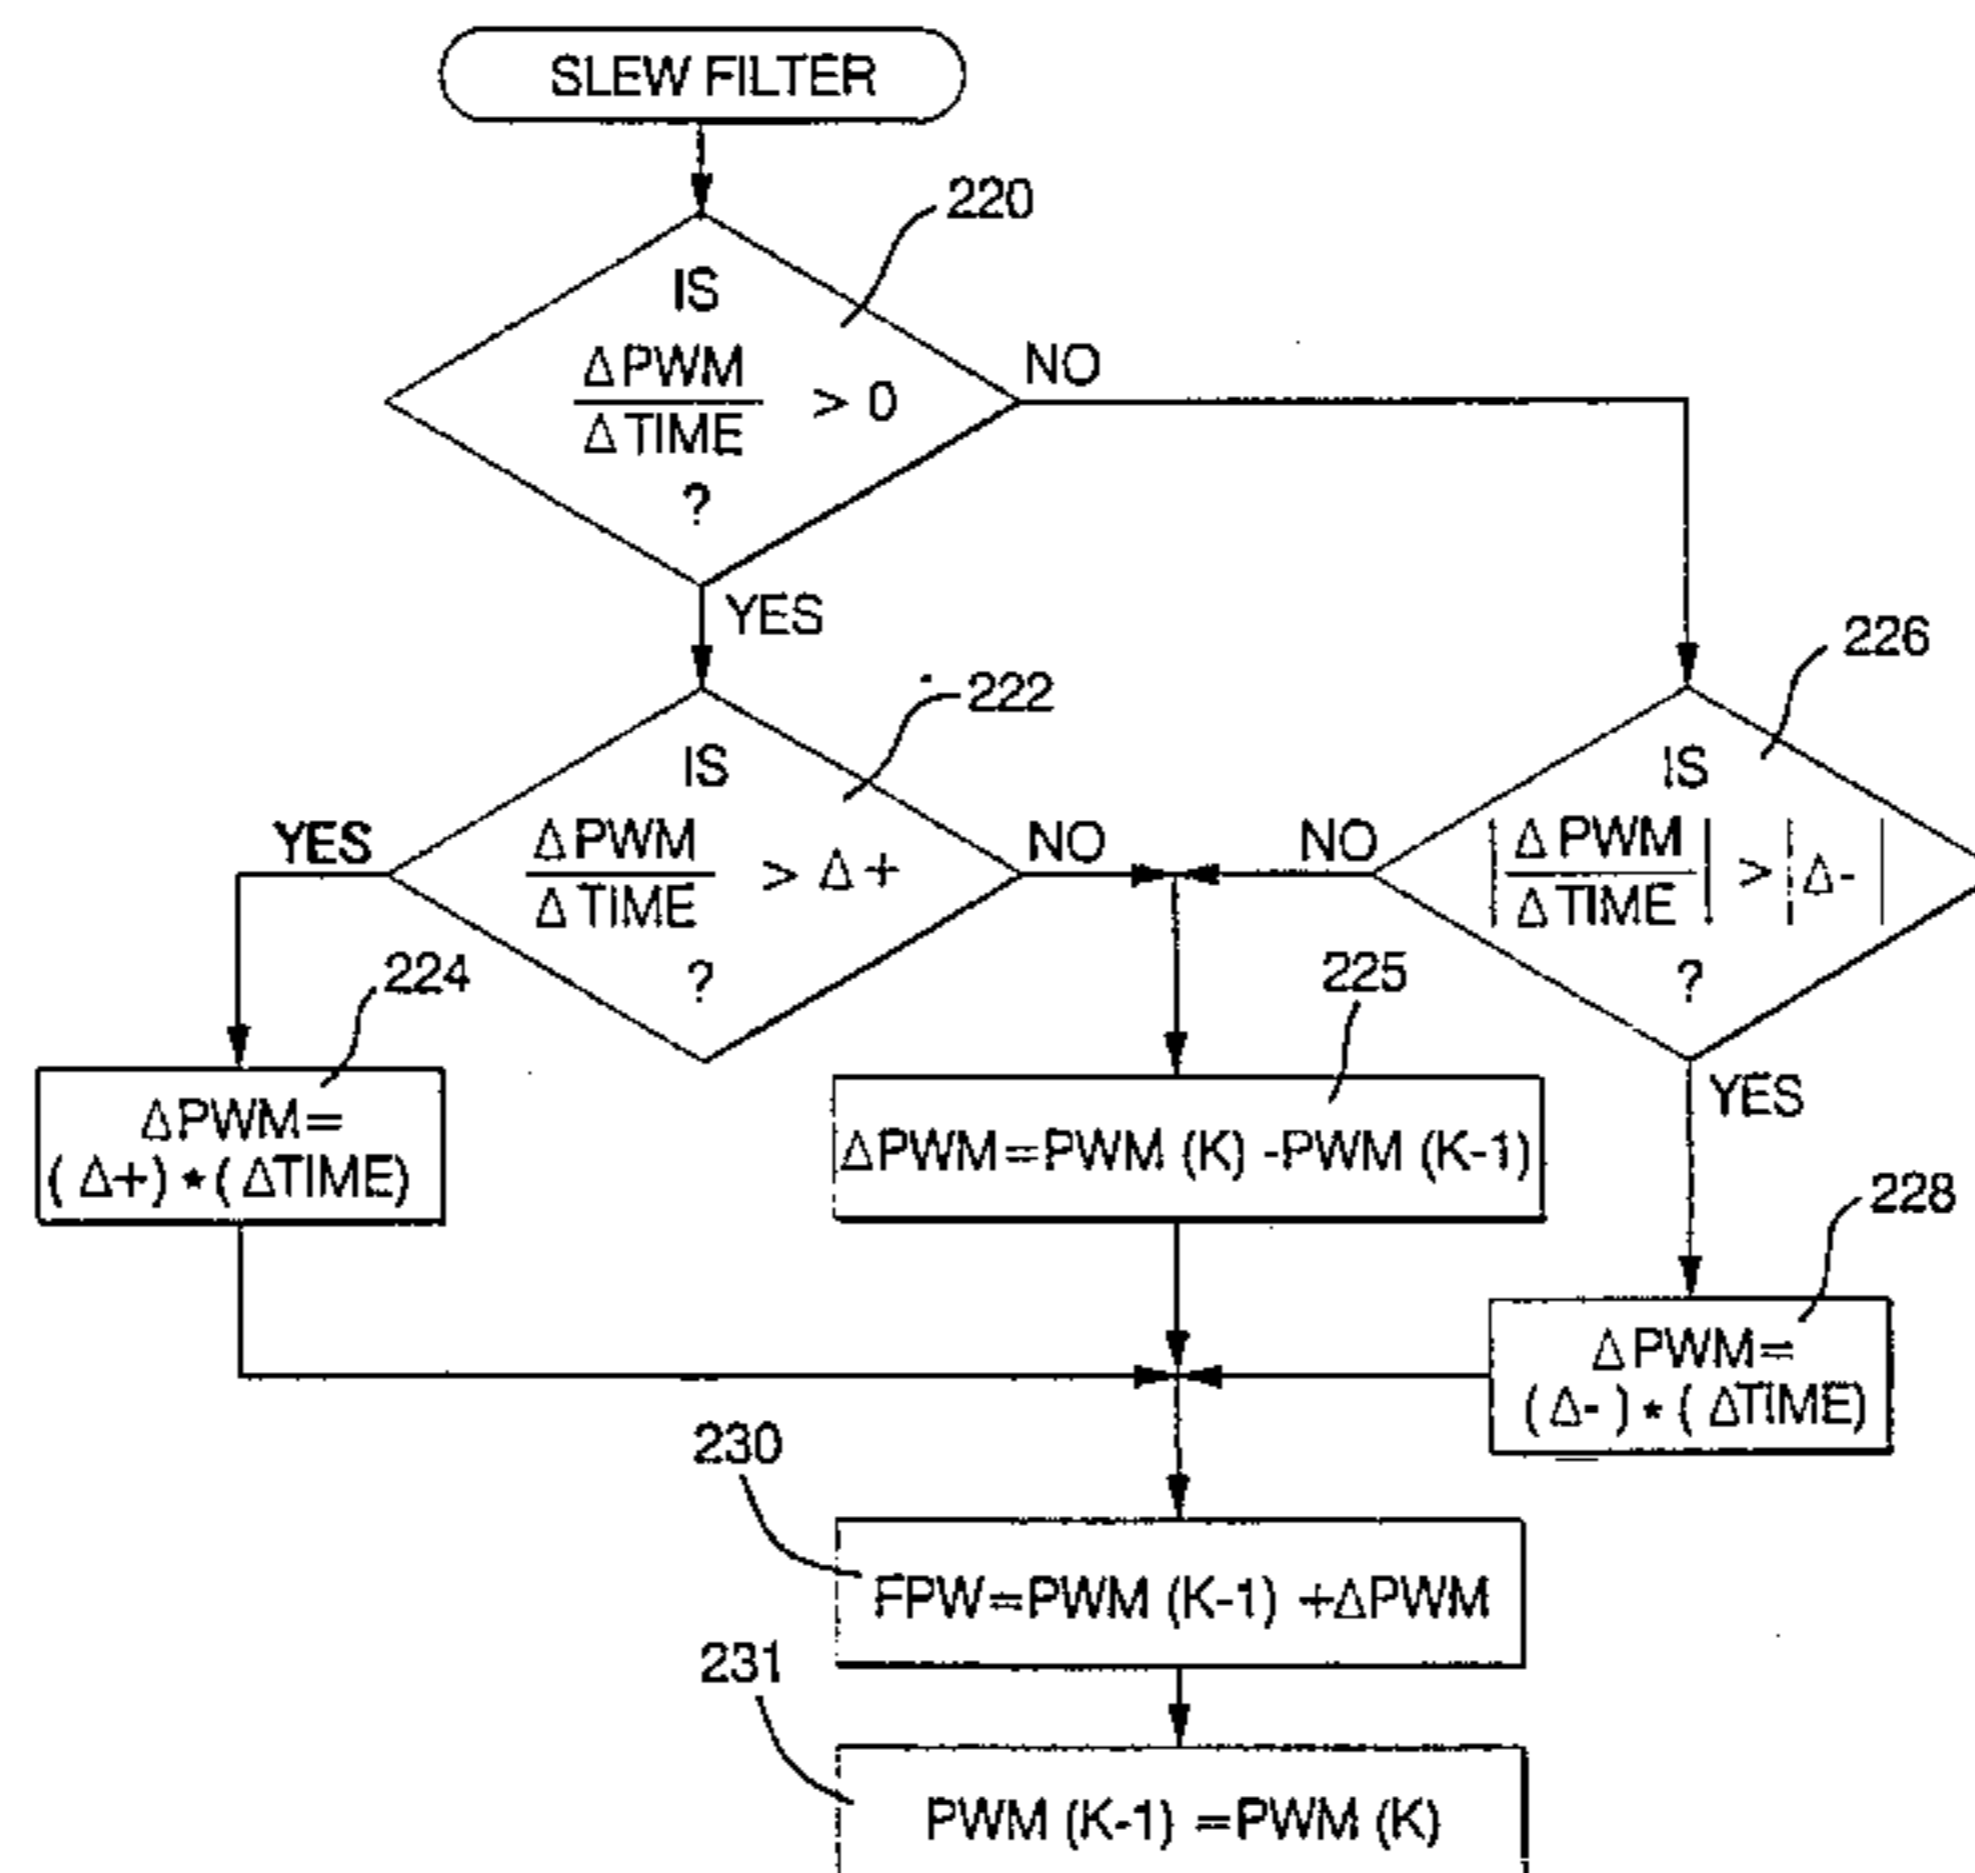 SLEW FILTER
220
IS
ΔPWM
ΔTIME
> 0
?
NO
YES
222
IS
ΔPWM
ΔTIME
> Δ+
?
YES
NO
226
IS
|ΔPWM
ΔTIME| > |Δ-|
?
NO
YES
224
ΔPWM=
(Δ+)*(ΔTIME)
225
ΔPWM=PWM (K) -PWM (K-1)
228
ΔPWM=
(Δ-)*(ΔTIME)
230
FPW=PWM (K-1) +ΔPWM
231
PWM (K-1) =PWM (K)